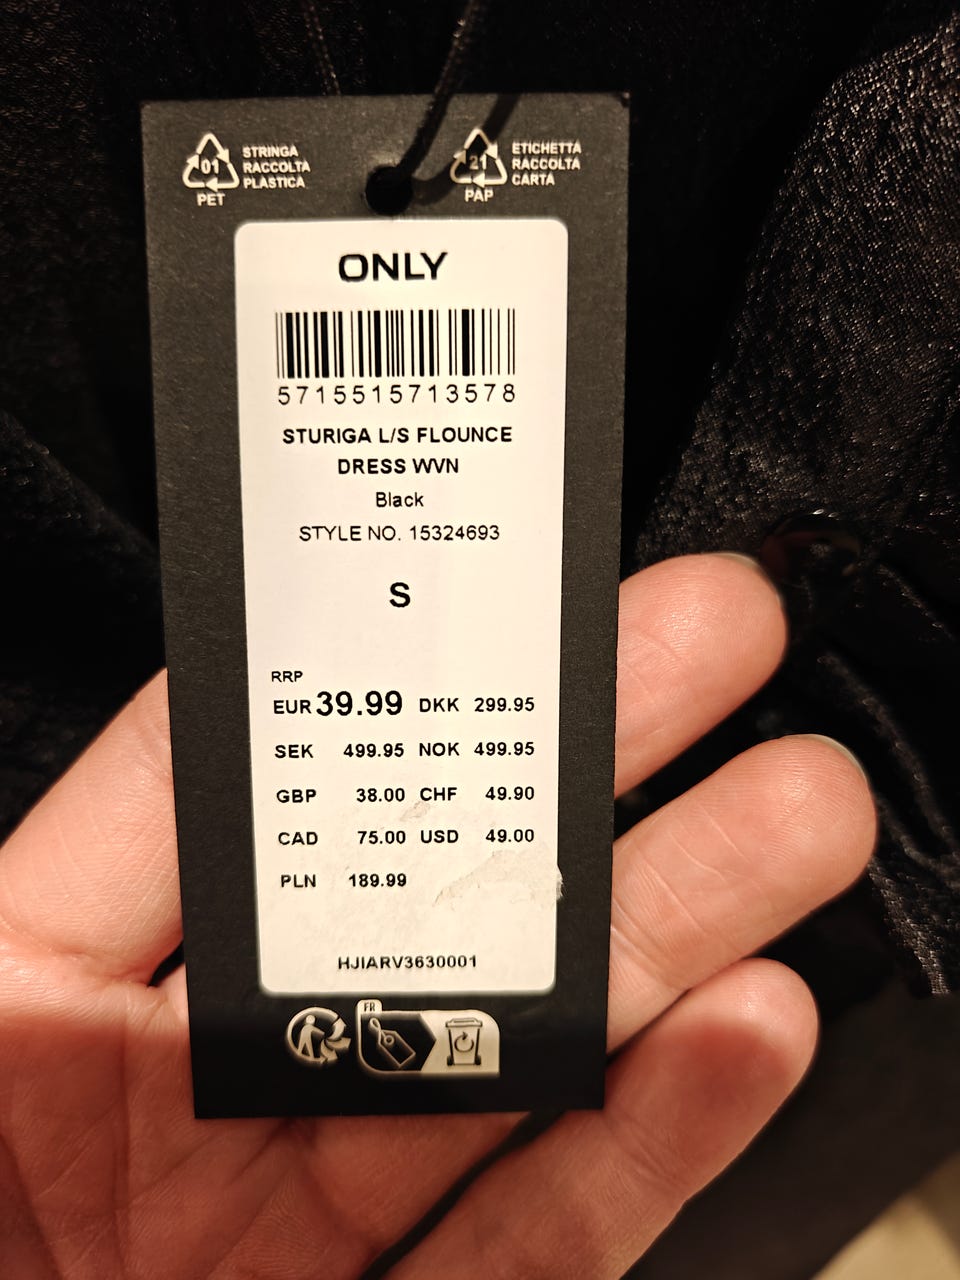 01
PET
STRINGA
RACCOLTA
PLASTICA
21
PAP
ETICHETTA
RACCOLTA
CARTA
ONLY
5715515713578
STURIGA L/S FLOUNCE
DRESS WVN
Black
STYLE NO. 15324693
S
RRP
EUR 39.99 DKK 299.95
SEK 499.95 NOK 499.95
GBP 38.00 CHF 49.90
CAD 75.00 USD 49.00
PLN 189.99
HJIARV3630001
FR